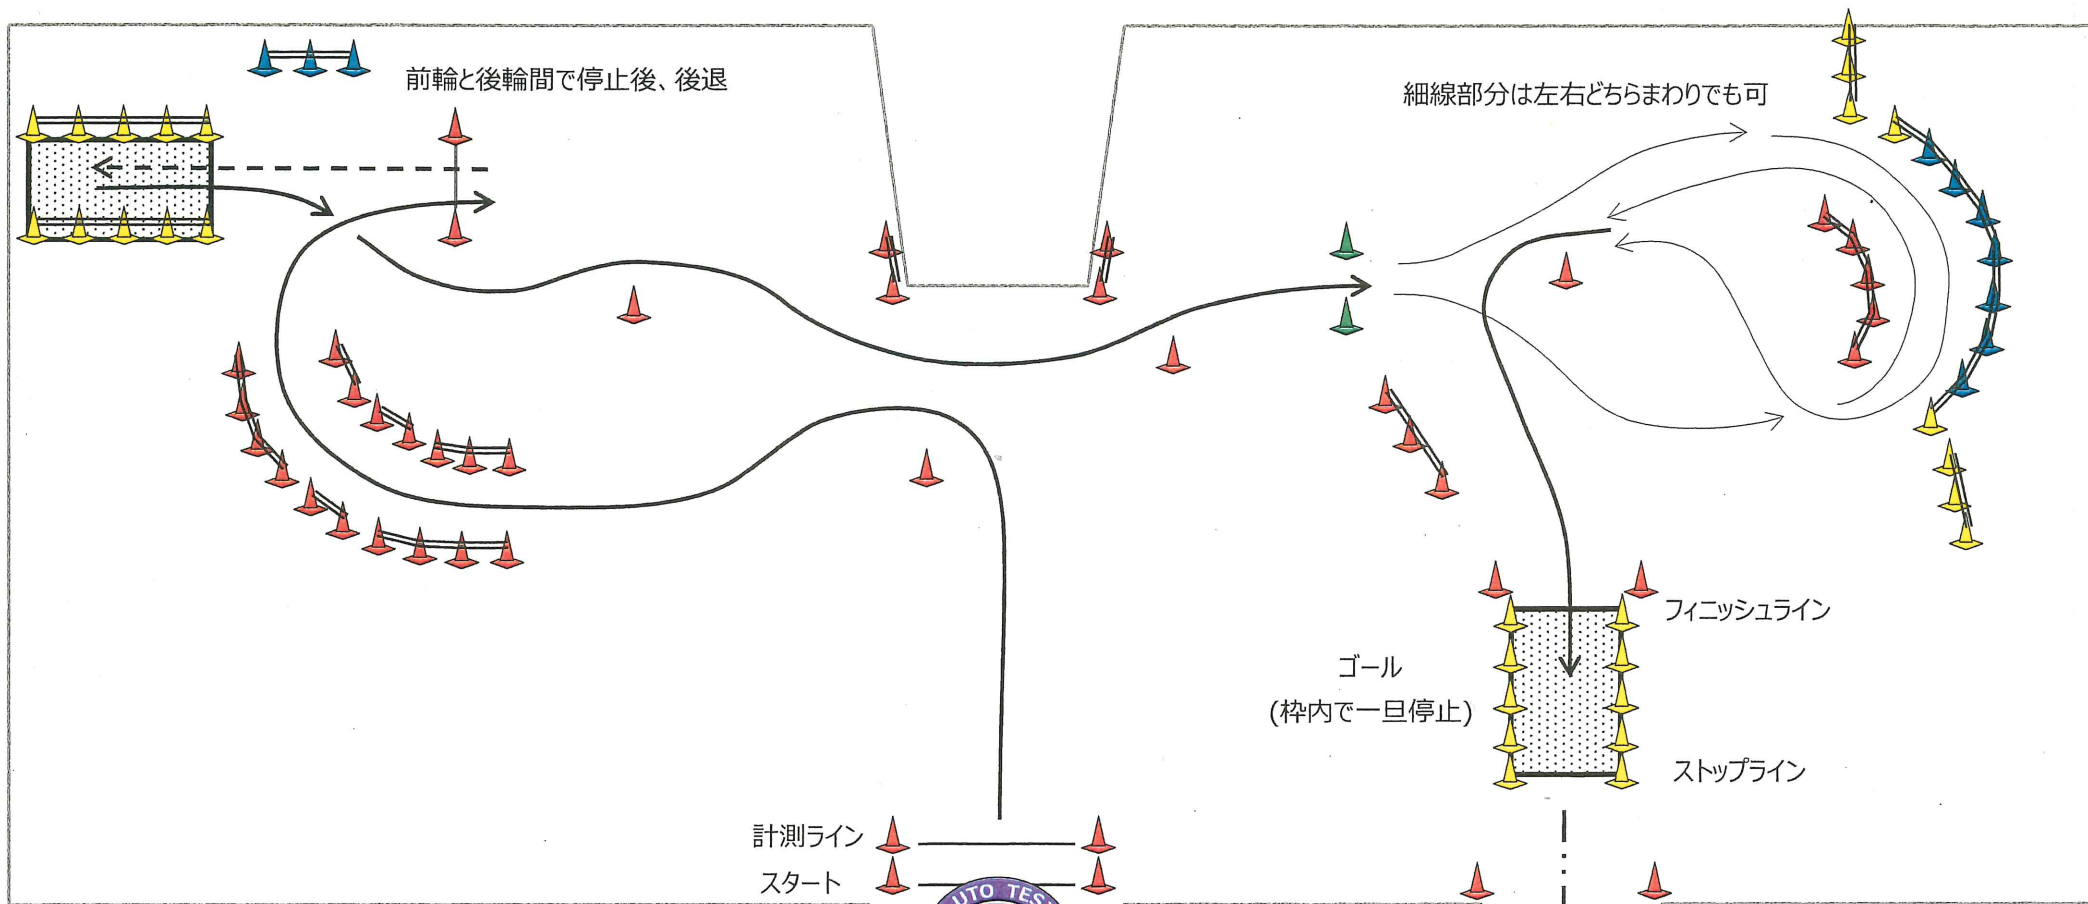 前輪と後輪間で停止後、後退
細線部分は左右どちらまわりでも可
フィニッシュライン
ゴール
(枠内で一旦停止)
ストップライン
計測ライン
スタート
UTO TES